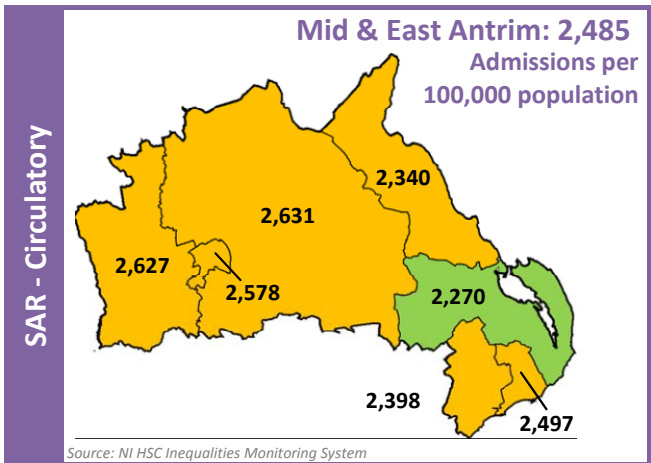 SAR - Circulatory
Mid & East Antrim: 2,485
Admissions per
100,000 population
2,340
2,631
2,627
2,578
2,270
2,398
2,497
Source: NI HSC Inequalities Monitoring System